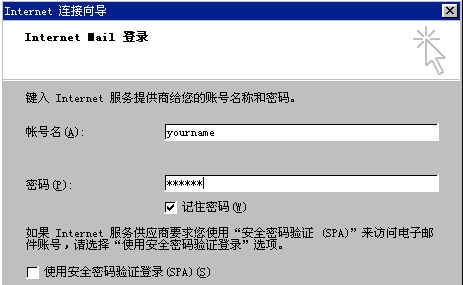 Internet 连接向导
Internet Mail 登录
键入 Internet 服务提供商给您的账号名称和密码。
帐号名(A):
yourname
密码(P):
******
记住密码(W)
如果 Internet 服务供应商要求您使用“安全密码验证 (SPA)”来访问电子邮
件账号，请选择“使用安全密码验证登录”选项。
使用安全密码验证登录(SPA)(S)